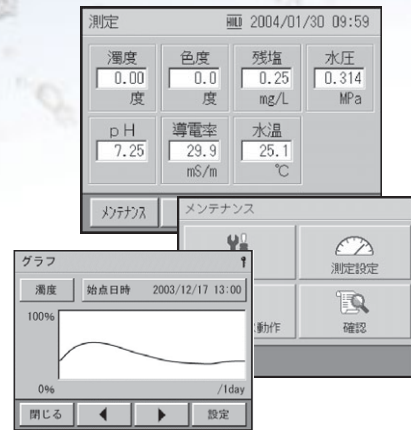 測定 HOLD 2004/01/30 09:59
濁度 色度 残塩 水圧
0.00 0.0 0.25 0.314
度 度 mg/L MPa
pH 導電率 水温
7.25 29.9 25.1
mS/m ℃
メンテナンス
メンテナンス
測定設定
動作 確認
グラフ
濁度 始点日時 2003/12/17 13:00
100%
0% /1day
閉じる 設定